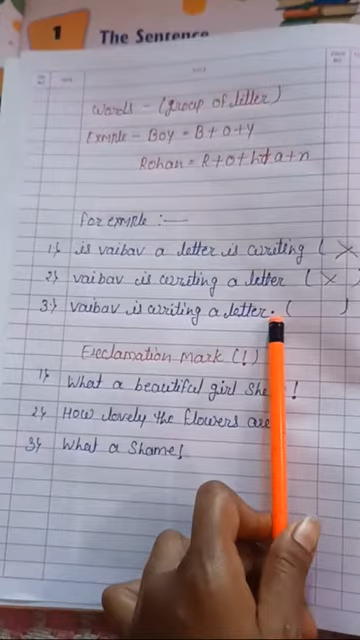 1 The Sentence
words - (group of letter)
Exmple - Boy = B + o + y
Rohan = R + o + h + a + n
For exmple :-
1) is vaibav a letter is writing ( × )
2) vaibav is writing a letter ( × )
3) vaibav is writing a letter. ( )
Exclamation mark (!)
1) What a beautiful girl She !
2) How lovely the flowers are
3) What a Shame!